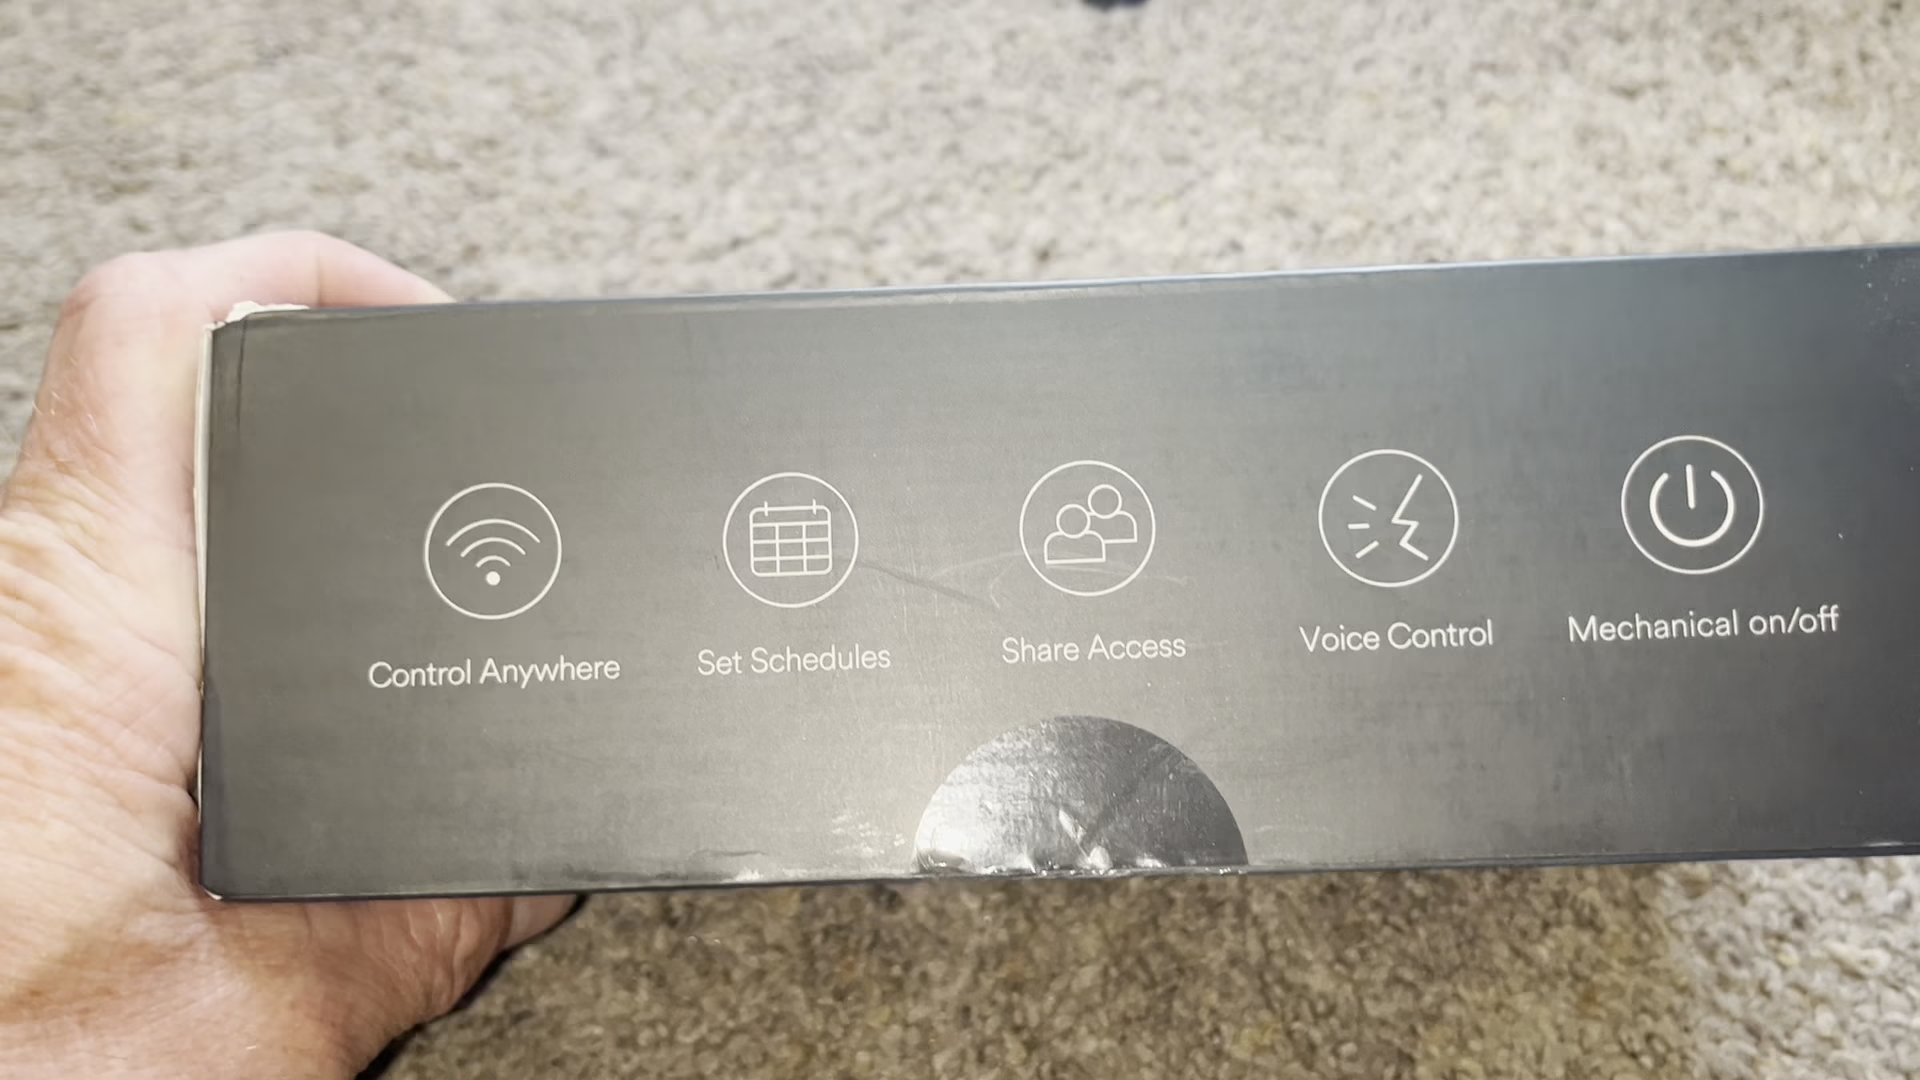 Control Anywhere
Set Schedules
Share Access
Voice Control
Mechanical on/off